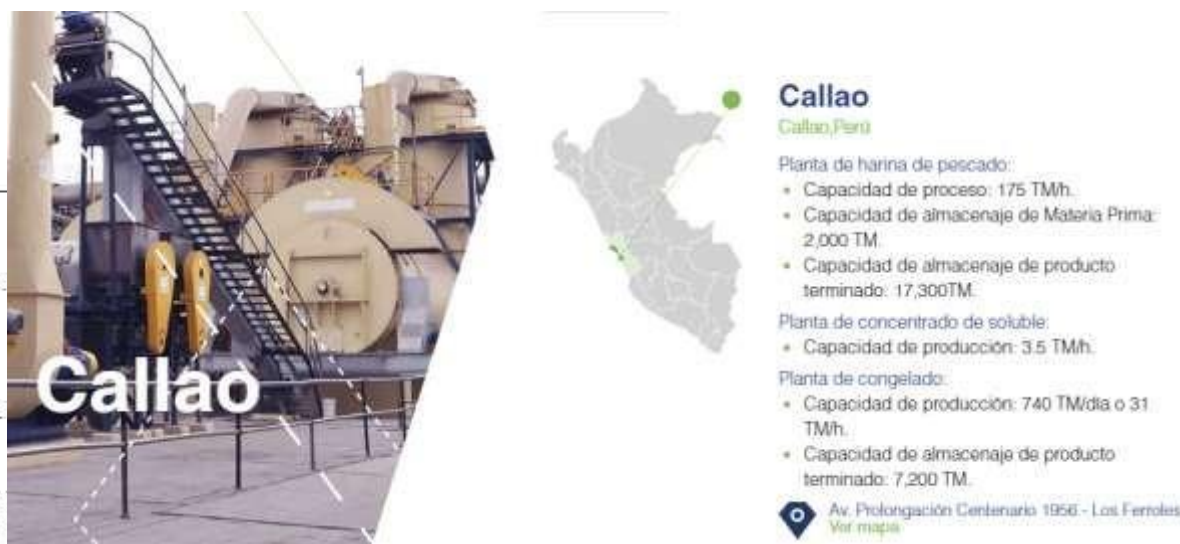 Callao
Callao
Callao,Perú
Planta de harina de pescado:
Capacidad de proceso: 175 TM/h.
Capacidad de almacenaje de Materia Prima:
2,000 TM.
Capacidad de almacenaje de producto
terminado: 17,300TM.
Planta de concentrado de soluble:
Capacidad de producción: 3.5 TM/h.
Planta de congelado:
Capacidad de producción: 740 TM/día o 31
TM/h.
Capacidad de almacenaje de producto
terminado: 7,200 TM.
Av. Prolongación Centenario 1956 - Los Ferroles
Ver mapa